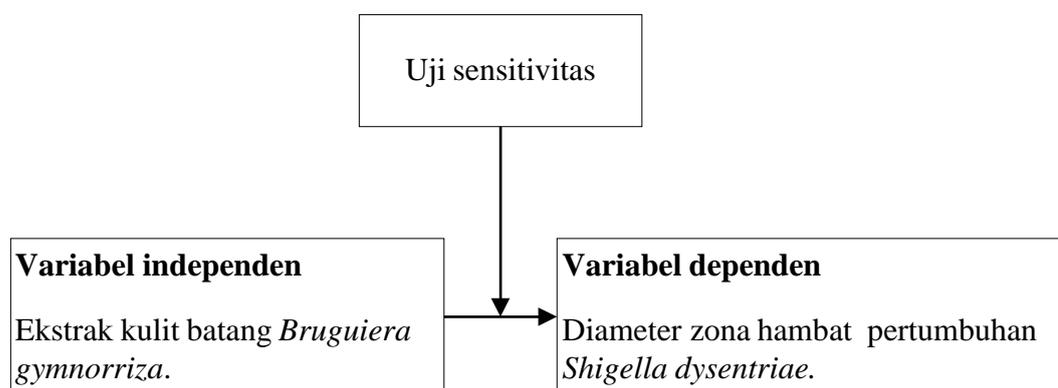 Uji sensitivitas
Variabel independen
Ekstrak kulit batang Bruguiera
gymnorriza.
Variabel dependen
Diameter zona hambat pertumbuhan
Shigella dysentriae.